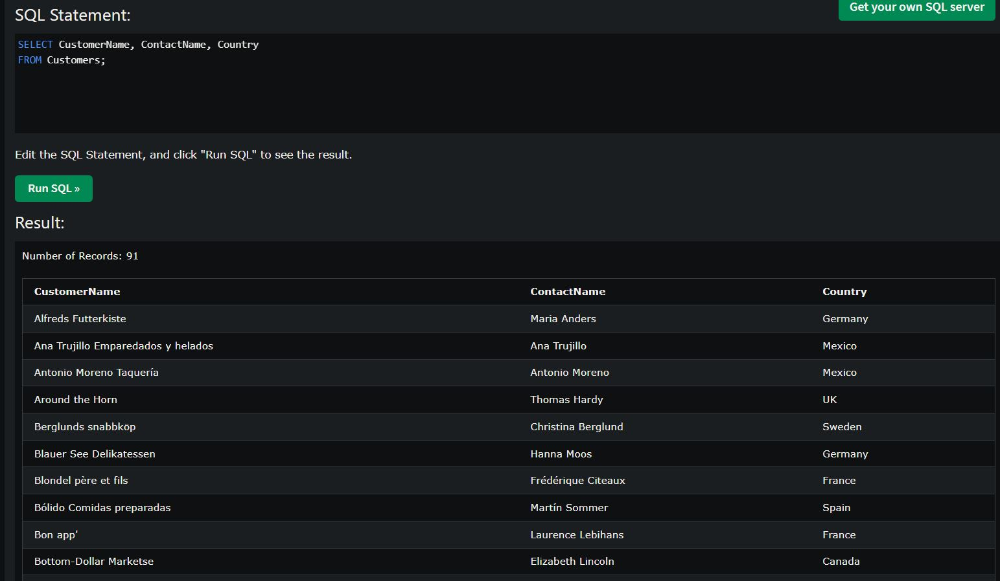 SQL Statement:
Get your own SQL server
SELECT CustomerName, ContactName, Country
FROM Customers;
Edit the SQL Statement, and click "Run SQL" to see the result.
Run SQL »
Result:
Number of Records: 91
CustomerName ContactName Country
Alfreds Futterkiste Maria Anders Germany
Ana Trujillo Emparedados y helados Ana Trujillo Mexico
Antonio Moreno Taquería Antonio Moreno Mexico
Around the Horn Thomas Hardy UK
Berglunds snabbköp Christina Berglund Sweden
Blauer See Delikatessen Hanna Moos Germany
Blondel père et fils Frédérique Citeaux France
Bólido Comidas preparadas Martín Sommer Spain
Bon app' Laurence Lebihans France
Bottom-Dollar Marketse Elizabeth Lincoln Canada